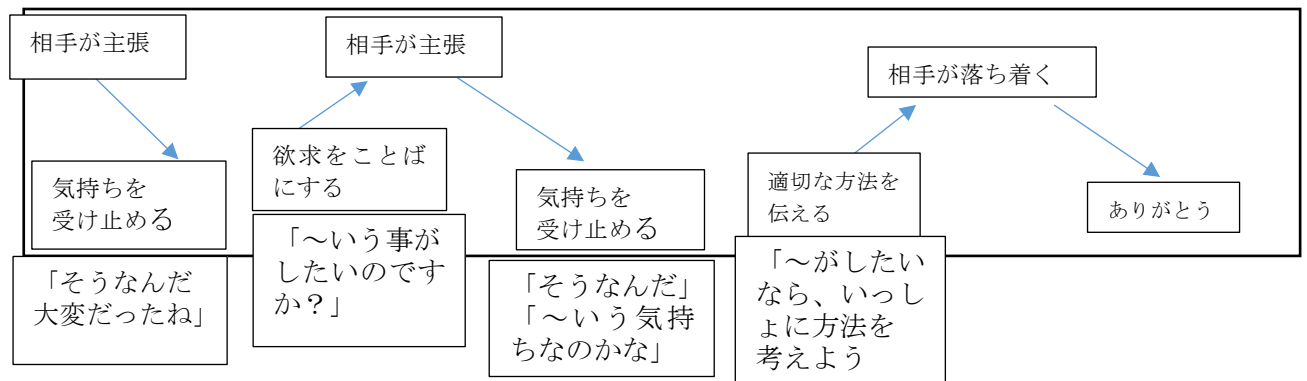 相手が主張
気持ちを
受け止める
「そうなんだ
大変だったね」
欲求をことば
にする
「～いう事が
したいのです
か？」
相手が主張
気持ちを
受け止める
「そうなんだ」
「～いう気持
ちなのかな」
適切な方法を
伝える
「～がしたい
なら、いっし
ょに方法を
考えよう
相手が落ち着く
ありがとう